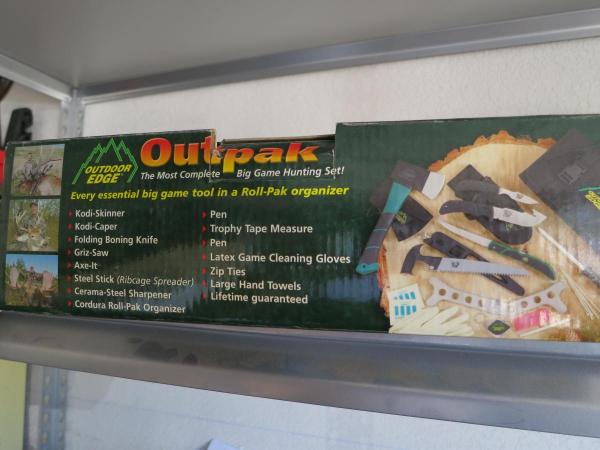 OUTDOOR
EDGE
Outpak
The Most Complete Big Game Hunting Set!
Every essential big game tool in a Roll-Pak organizer
Kodi-Skinner
Kodi-Caper
Folding Boning Knife
Griz-Saw
Axe-It
Steel Stick (Ribcage Spreader)
Cerama-Steel Sharpener
Cordura Roll-Pak Organizer
Pen
Trophy Tape Measure
Pen
Latex Game Cleaning Gloves
Zip Ties
Large Hand Towels
Lifetime guaranteed